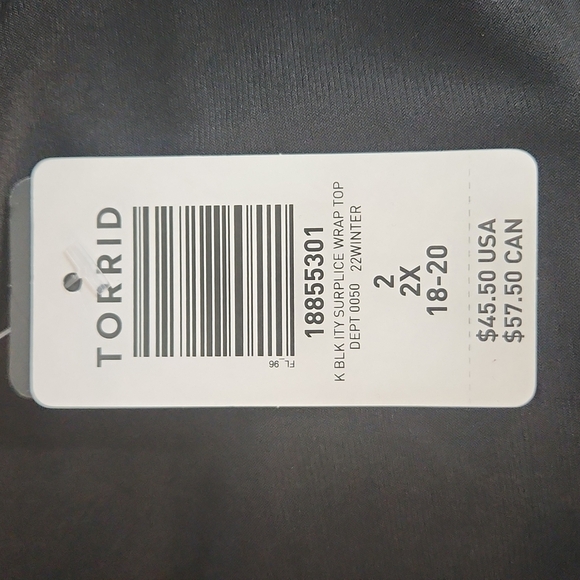 TORRID
FL_96
18855301
K BLK ITY SURPLICE WRAP TOP
DEPT 0050 22WINTER
2
2X
18-20
$45.50 USA
$57.50 CAN